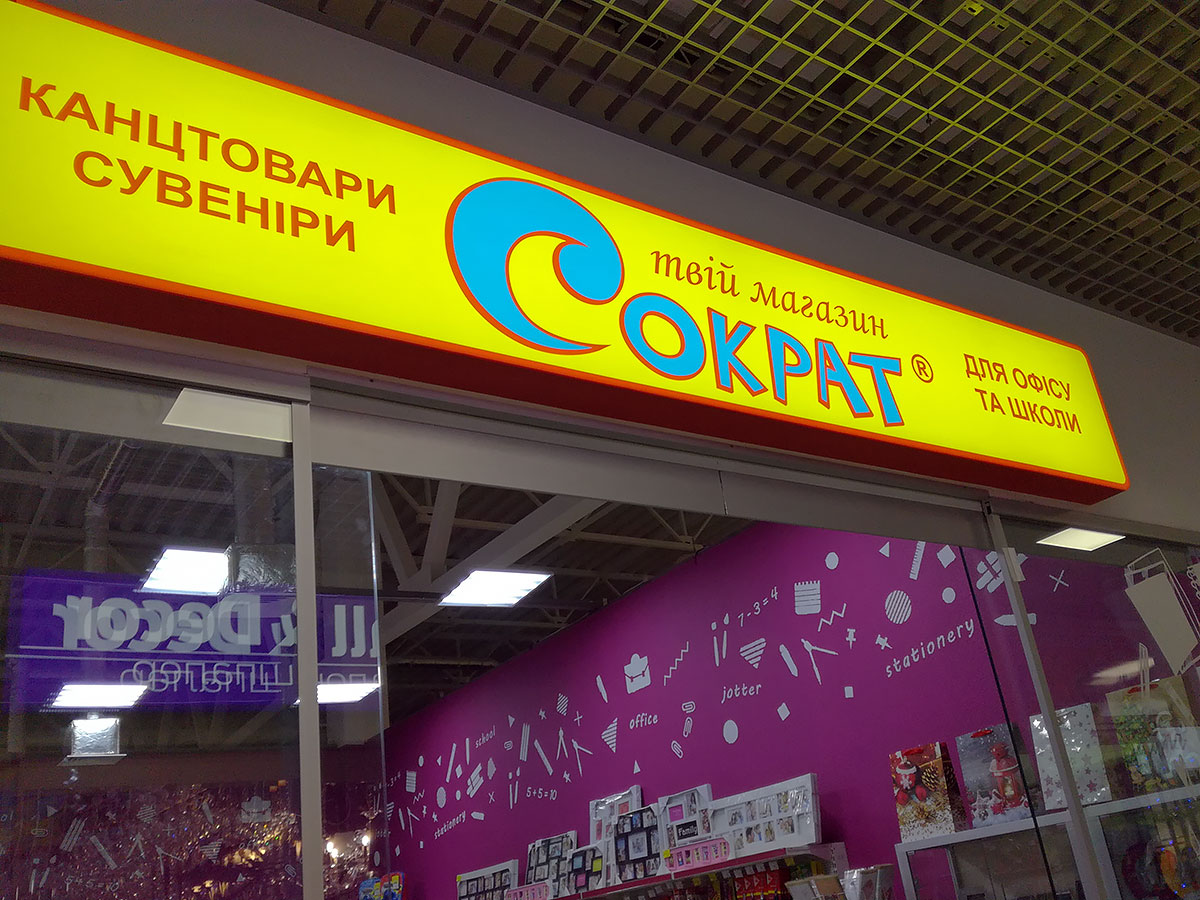 КАНЦТОВАРИ
СУВЕНІРИ
твій магазин
СОКРАТ®
ДЛЯ ОФІСУ
ТА ШКОЛИ
7-3=4
stationery
jotter
office
school
5+5=10
stationery
Family
& Decor